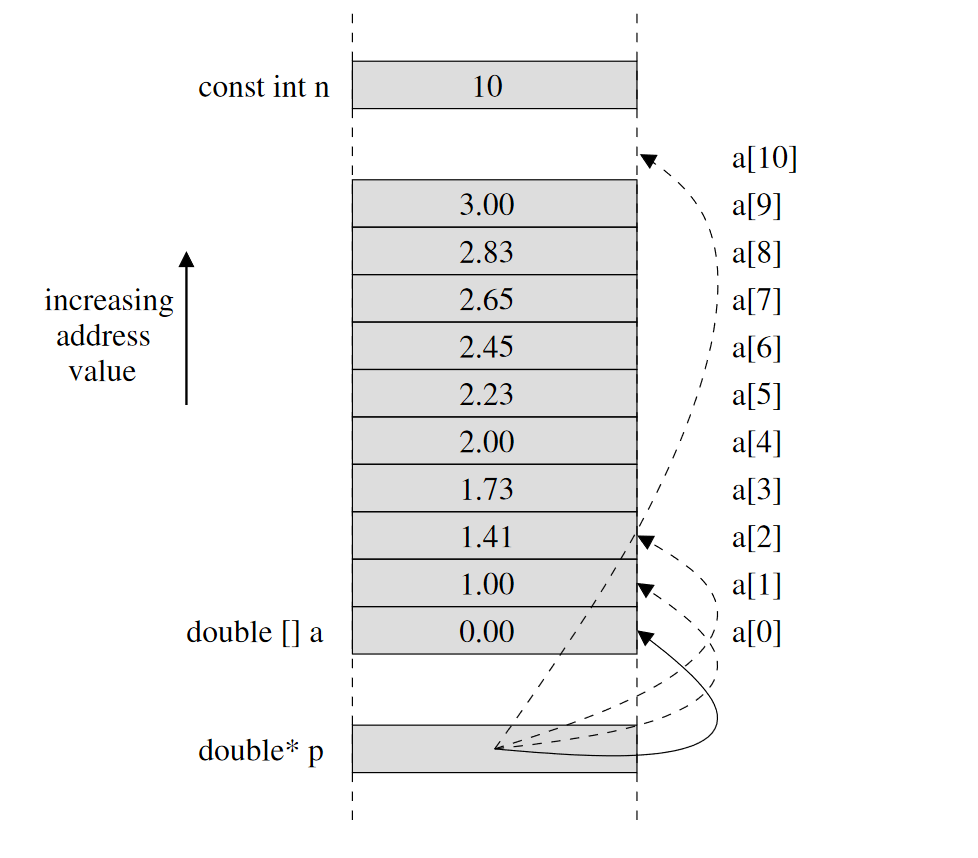 const int n
10
a[10]
3.00
a[9]
2.83
a[8]
increasing
address
value
2.65
a[7]
2.45
a[6]
2.23
a[5]
2.00
a[4]
1.73
a[3]
1.41
a[2]
1.00
a[1]
double [] a
0.00
a[0]
double* p